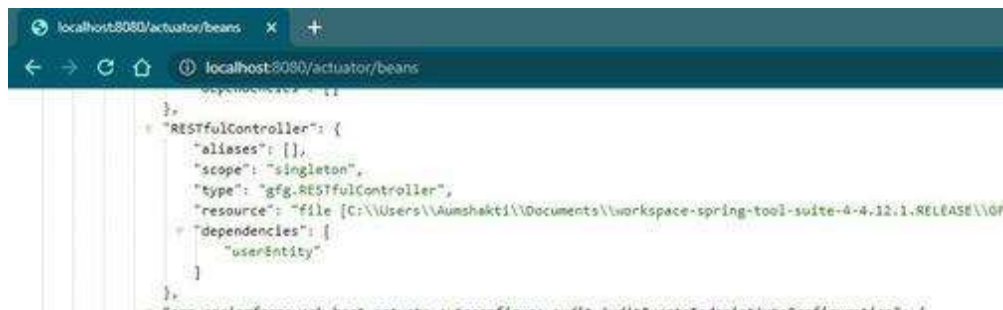 localhost:8080/actuator/beans
localhost:8080/actuator/beans
"dependencies": []
},
"RESTfulController": {
"aliases": [],
"scope": "singleton",
"type": "gfg.RESTfulController",
"resource": "file [C:\\Users\\Aumshakti\\Documents\\workspace-spring-tool-suite-4-4.12.1.RELEASE\\
"dependencies": [
"userEntity"
]
},